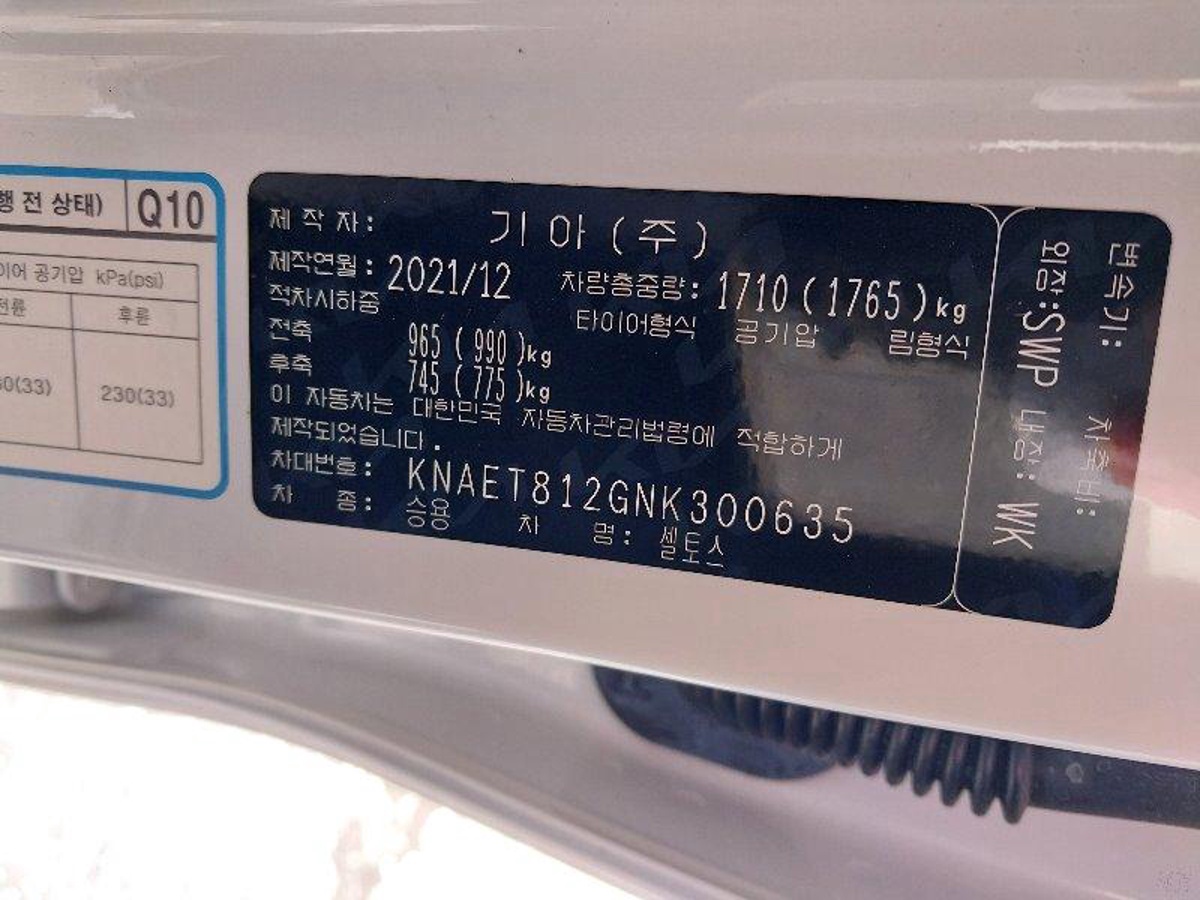 행 전 상태) Q10
이어 공기압 kPa(psi)
전륜 후륜
0(33) 230(33)
제 작 자: 기 아 ( 주 )
제작연월: 2021/12 차량총중량: 1710 ( 1765 ) kg
적차시하중 타이어형식 공기압 림형식
전축 965 ( 990 )kg
후축 745 ( 775 )kg
이 자동차는 대한민국 자동차관리법령에 적합하게
제작되었습니다.
차대번호: KNAET812GNK300635
차 종: 승용 차 명: 셀토스
변속기: 차축비:
외장:SWP 내장: WK